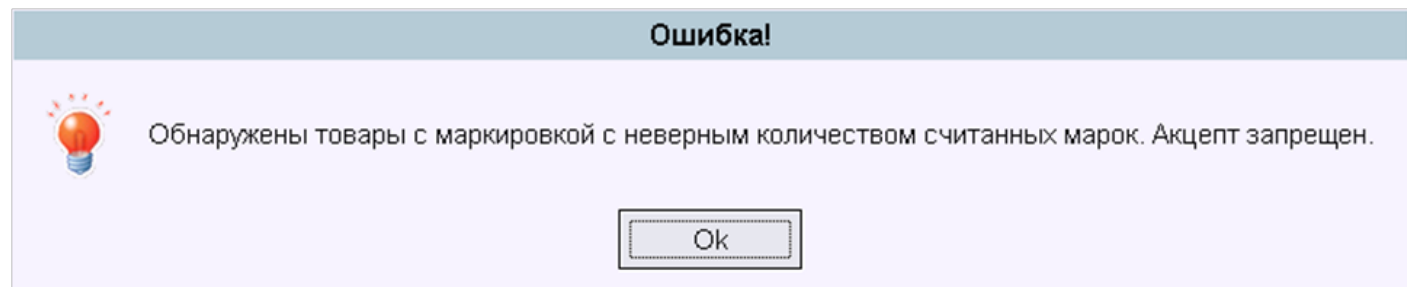 Ошибка!
Обнаружены товары с маркировкой с неверным количеством считанных марок. Акцепт запрещен.
Ok